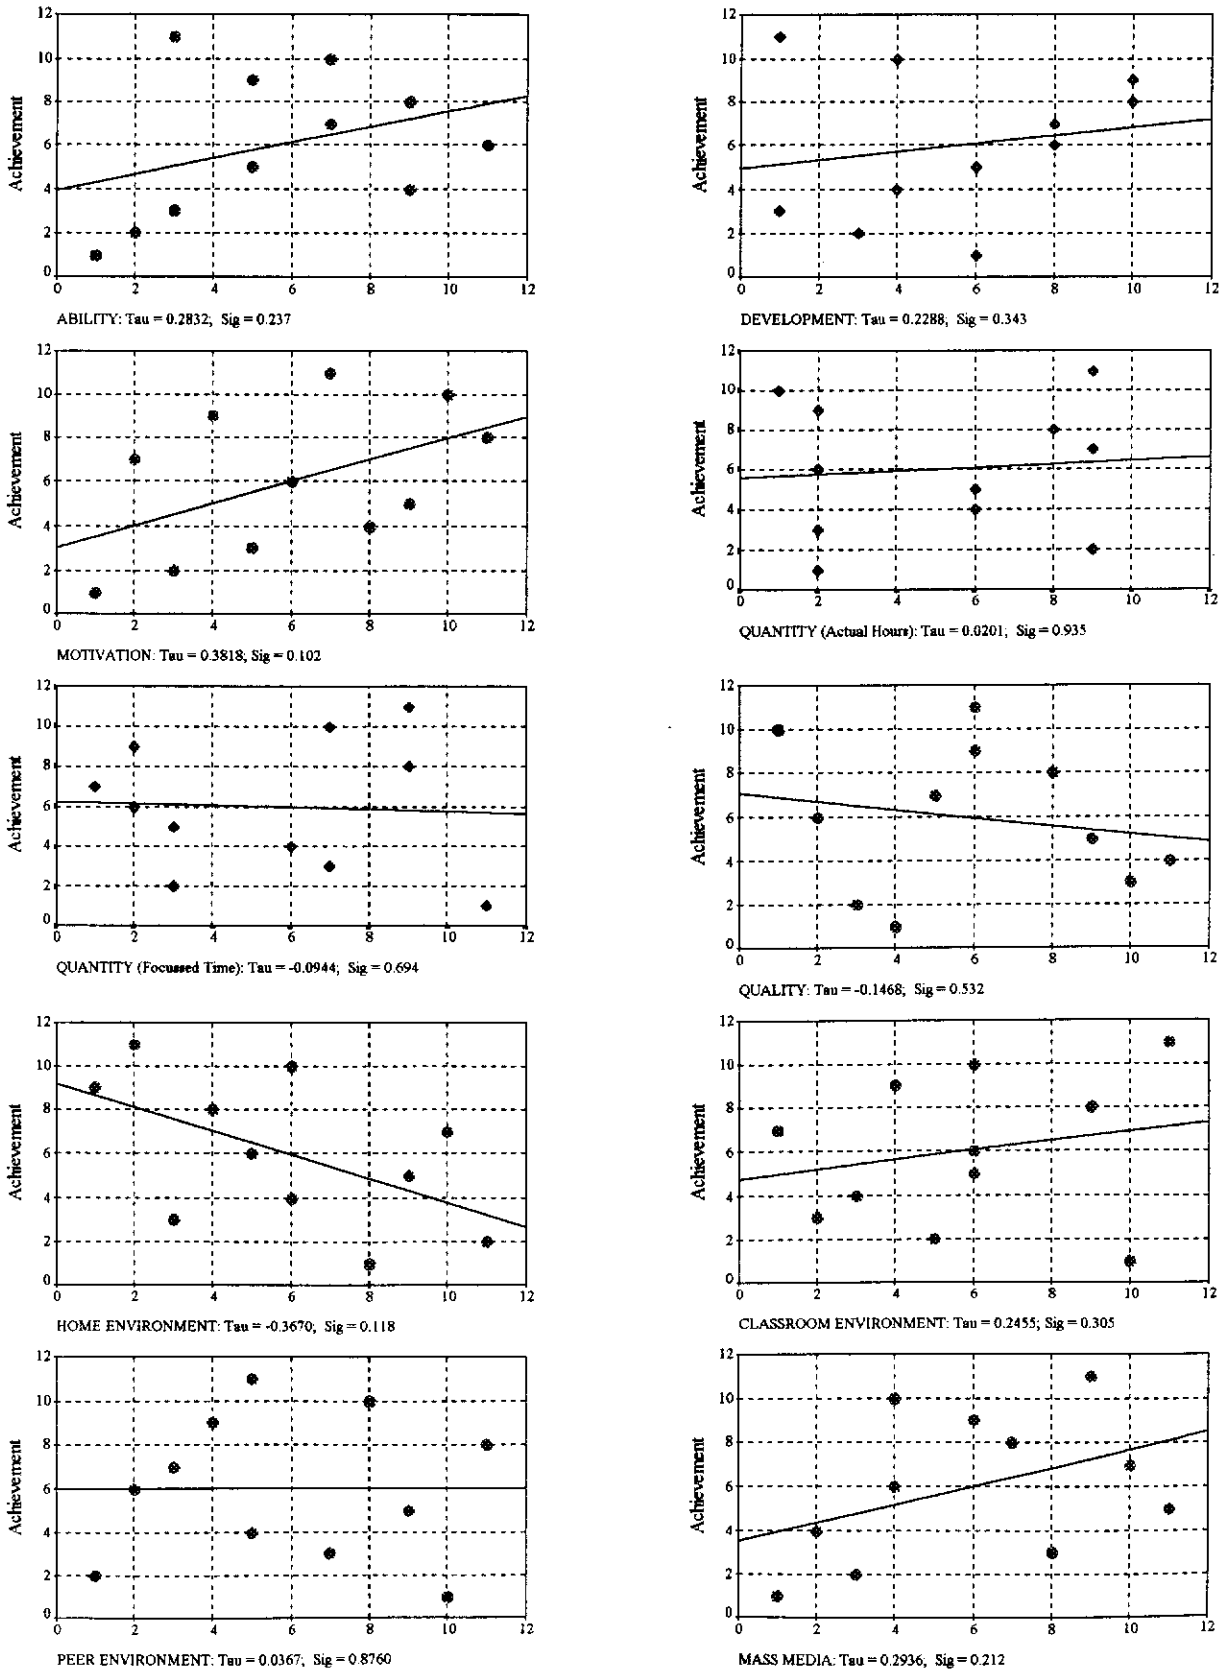 Achievement
12
10
8
6
4
2
0
0 2 4 6 8 10 12
ABILITY: Tau = 0.2832; Sig = 0.237
Achievement
12
10
8
6
4
2
0
0 2 4 6 8 10 12
DEVELOPMENT: Tau = 0.2288; Sig = 0.343
Achievement
12
10
8
6
4
2
0
0 2 4 6 8 10 12
MOTIVATION: Tau = 0.3818; Sig = 0.102
Achievement
12
10
8
6
4
2
0
0 2 4 6 8 10 12
QUANTITY (Actual Hours): Tau = 0.0201; Sig = 0.935
Achievement
12
10
8
6
4
2
0
0 2 4 6 8 10 12
QUANTITY (Focussed Time): Tau = -0.0944; Sig = 0.694
Achievement
12
10
8
6
4
2
0
0 2 4 6 8 10 12
QUALITY: Tau = -0.1468; Sig = 0.532
Achievement
12
10
8
6
4
2
0
0 2 4 6 8 10 12
HOME ENVIRONMENT: Tau = -0.3670; Sig = 0.118
Achievement
12
10
8
6
4
2
0
0 2 4 6 8 10 12
CLASSROOM ENVIRONMENT: Tau = 0.2455; Sig = 0.305
Achievement
12
10
8
6
4
2
0
0 2 4 6 8 10 12
PEER ENVIRONMENT: Tau = 0.0367; Sig = 0.8760
Achievement
12
10
8
6
4
2
0
0 2 4 6 8 10 12
MASS MEDIA: Tau = 0.2936; Sig = 0.212